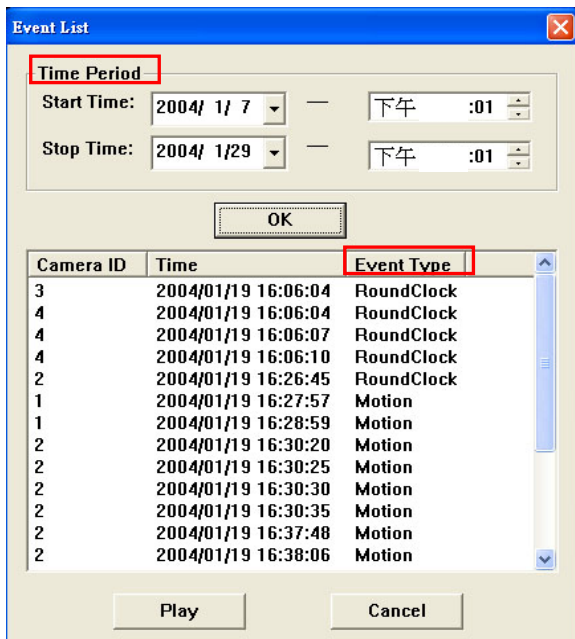 Event List
Time Period
Start Time: 2004/ 1/ 7 — 下午 :01
Stop Time: 2004/ 1/29 — 下午 :01
OK
Camera ID Time Event Type
3 2004/01/19 16:06:04 RoundClock
4 2004/01/19 16:06:04 RoundClock
4 2004/01/19 16:06:07 RoundClock
4 2004/01/19 16:06:10 RoundClock
2 2004/01/19 16:26:45 RoundClock
1 2004/01/19 16:27:57 Motion
1 2004/01/19 16:28:59 Motion
2 2004/01/19 16:30:20 Motion
2 2004/01/19 16:30:25 Motion
2 2004/01/19 16:30:30 Motion
2 2004/01/19 16:30:35 Motion
2 2004/01/19 16:37:48 Motion
2 2004/01/19 16:38:06 Motion
Play Cancel